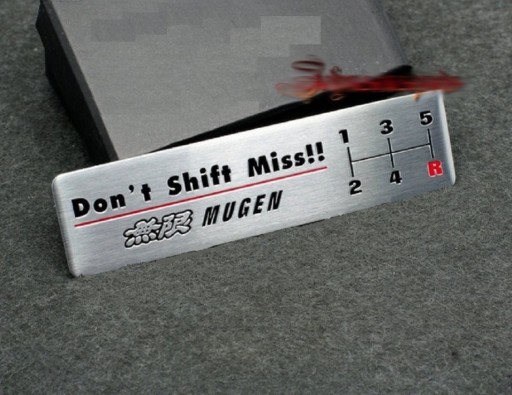 Don't Shift Miss!!
無限 MUGEN
1 3 5
2 4 R